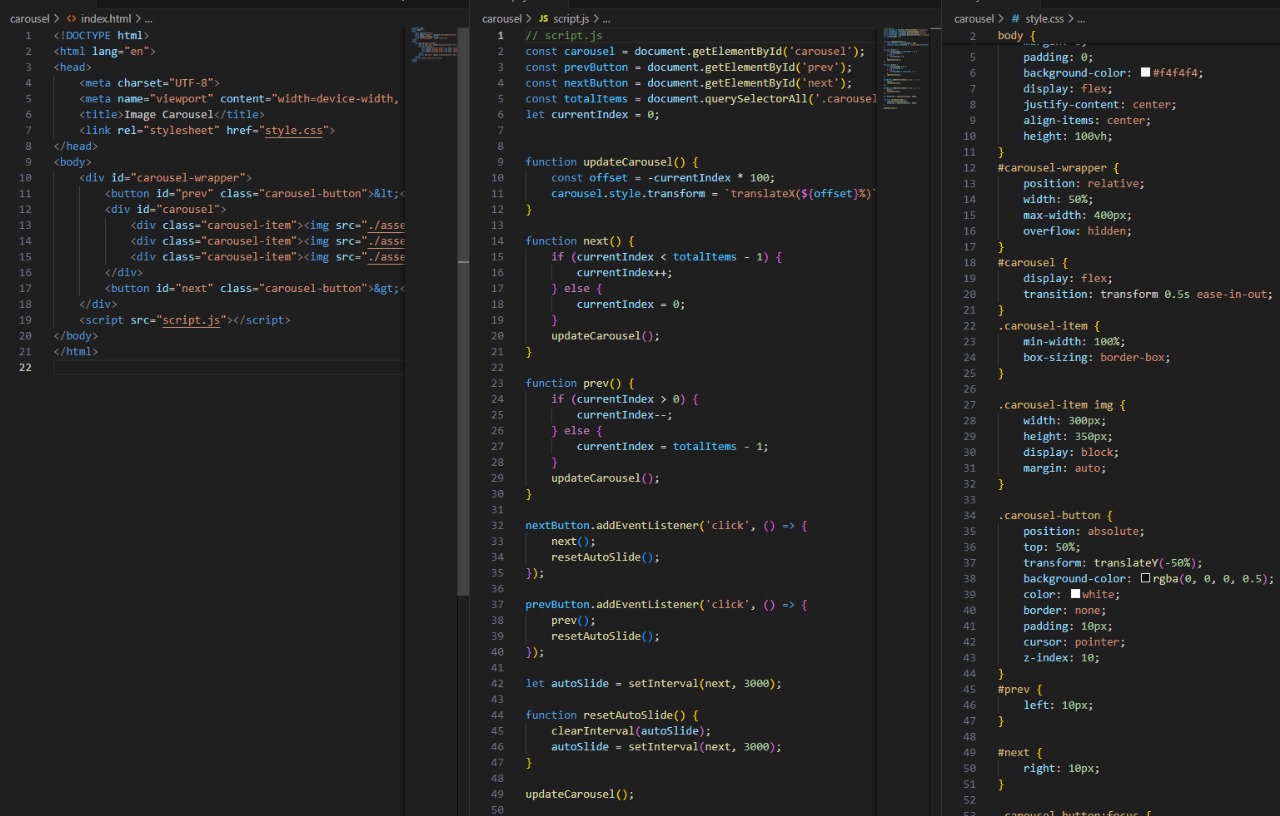 carousel > index.html > ...
1 <!DOCTYPE html>
2 <html lang="en">
3 <head>
4 <meta charset="UTF-8">
5 <meta name="viewport" content="width=device-width,
6 <title>Image Carousel</title>
7 <link rel="stylesheet" href="style.css">
8 </head>
9 <body>
10 <div id="carousel-wrapper">
11 <button id="prev" class="carousel-button">&lt;<
12 <div id="carousel">
13 <div class="carousel-item"><img src="./asse
14 <div class="carousel-item"><img src="./asse
15 <div class="carousel-item"><img src="./asse
16 </div>
17 <button id="next" class="carousel-button">&gt;<
18 </div>
19 <script src="script.js"></script>
20 </body>
21 </html>
22
carousel > JS script.js > ...
1 // script.js
2 const carousel = document.getElementById('carousel');
3 const prevButton = document.getElementById('prev');
4 const nextButton = document.getElementById('next');
5 const totalItems = document.querySelectorAll('.carousel
6 let currentIndex = 0;
7
8
9 function updateCarousel() {
10 const offset = -currentIndex * 100;
11 carousel.style.transform = `translateX(${offset}%)`
12 }
13
14 function next() {
15 if (currentIndex < totalItems - 1) {
16 currentIndex++;
17 } else {
18 currentIndex = 0;
19 }
20 updateCarousel();
21 }
22
23 function prev() {
24 if (currentIndex > 0) {
25 currentIndex--;
26 } else {
27 currentIndex = totalItems - 1;
28 }
29 updateCarousel();
30 }
31
32 nextButton.addEventListener('click', () => {
33 next();
34 resetAutoSlide();
35 });
36
37 prevButton.addEventListener('click', () => {
38 prev();
39 resetAutoSlide();
40 });
41
42 let autoSlide = setInterval(next, 3000);
43
44 function resetAutoSlide() {
45 clearInterval(autoSlide);
46 autoSlide = setInterval(next, 3000);
47 }
48
49 updateCarousel();
50
carousel > # style.css > ...
2 body {
5 padding: 0;
6 background-color: #f4f4f4;
7 display: flex;
8 justify-content: center;
9 align-items: center;
10 height: 100vh;
11 }
12 #carousel-wrapper {
13 position: relative;
14 width: 50%;
15 max-width: 400px;
16 overflow: hidden;
17 }
18 #carousel {
19 display: flex;
20 transition: transform 0.5s ease-in-out;
21 }
22 .carousel-item {
23 min-width: 100%;
24 box-sizing: border-box;
25 }
26
27 .carousel-item img {
28 width: 300px;
29 height: 350px;
30 display: block;
31 margin: auto;
32 }
33
34 .carousel-button {
35 position: absolute;
36 top: 50%;
37 transform: translateY(-50%);
38 background-color: rgba(0, 0, 0, 0.5);
39 color: white;
40 border: none;
41 padding: 10px;
42 cursor: pointer;
43 z-index: 10;
44 }
45 #prev {
46 left: 10px;
47 }
48
49 #next {
50 right: 10px;
51 }
52
53 .carousel-button:focus {